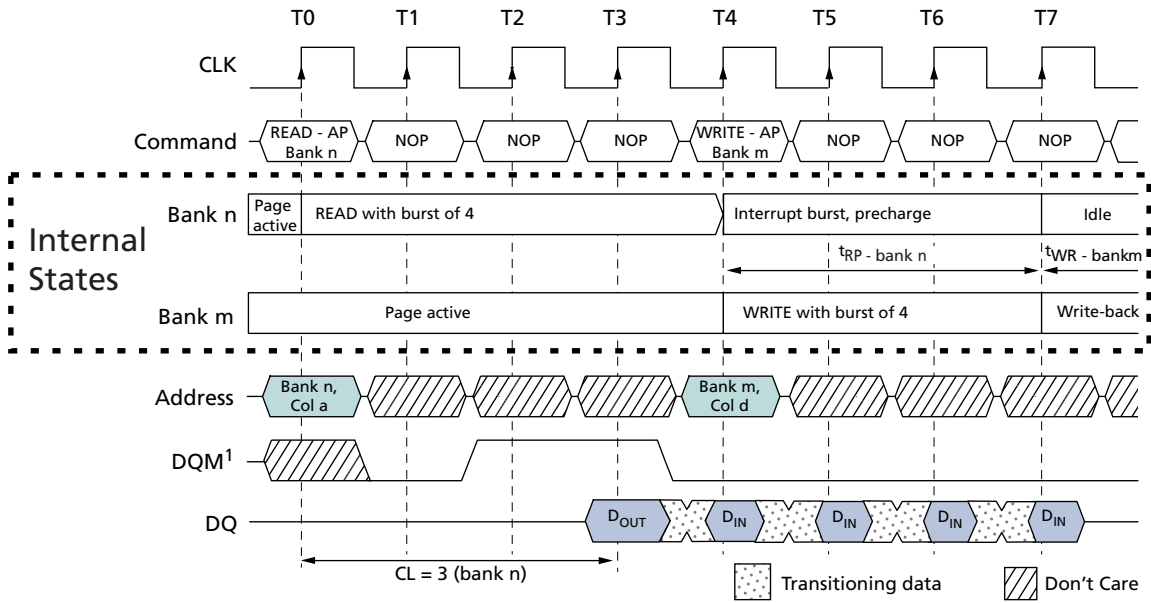 T0 T1 T2 T3 T4 T5 T6 T7
CLK
Command READ - AP NOP NOP NOP WRITE - AP NOP NOP NOP
Bank n Bank m
Internal
States
Bank n Page active READ with burst of 4 Interrupt burst, precharge Idle
tRP - bank n tWR - bankm
Bank m Page active WRITE with burst of 4 Write-back
Address Bank n, Bank m,
Col a Col d
DQM1
DQ DOUT DIN DIN DIN DIN
CL = 3 (bank n)
Transitioning data Don't Care